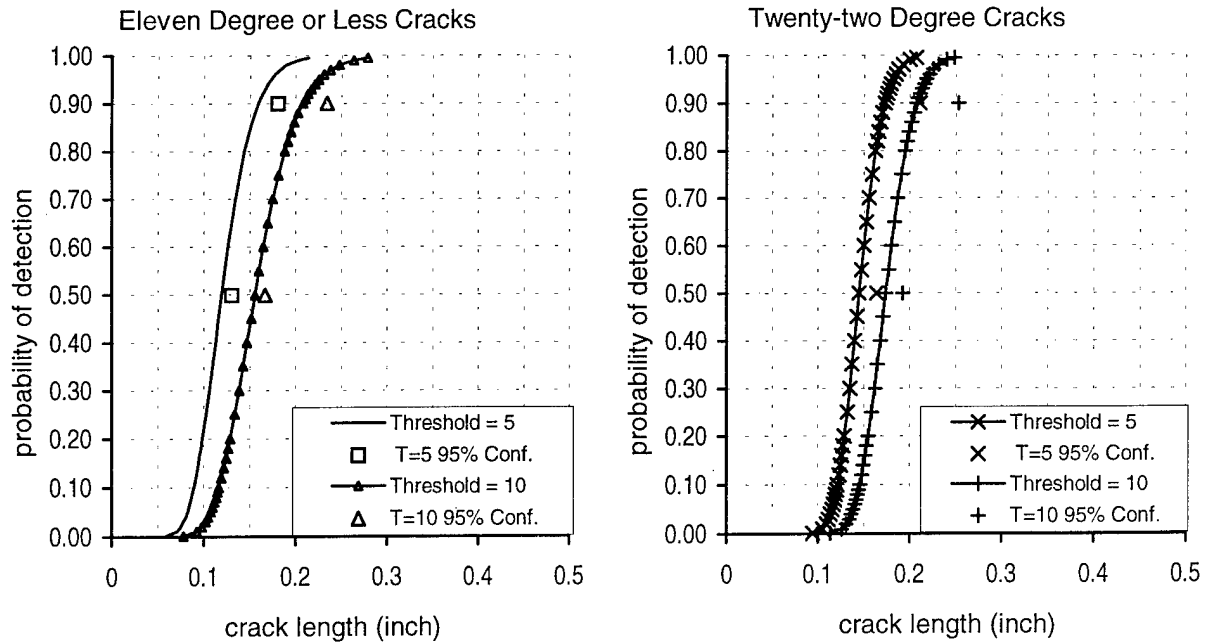 Eleven Degree or Less Cracks
probability of detection
1.00
0.90
0.80
0.70
0.60
0.50
0.40
0.30
0.20
0.10
0.00
0
0.1
0.2
0.3
0.4
0.5
crack length (inch)
Threshold = 5
T=5 95% Conf.
Threshold = 10
T=10 95% Conf.
Twenty-two Degree Cracks
probability of detection
1.00
0.90
0.80
0.70
0.60
0.50
0.40
0.30
0.20
0.10
0.00
0
0.1
0.2
0.3
0.4
0.5
crack length (inch)
Threshold = 5
T=5 95% Conf.
Threshold = 10
T=10 95% Conf.